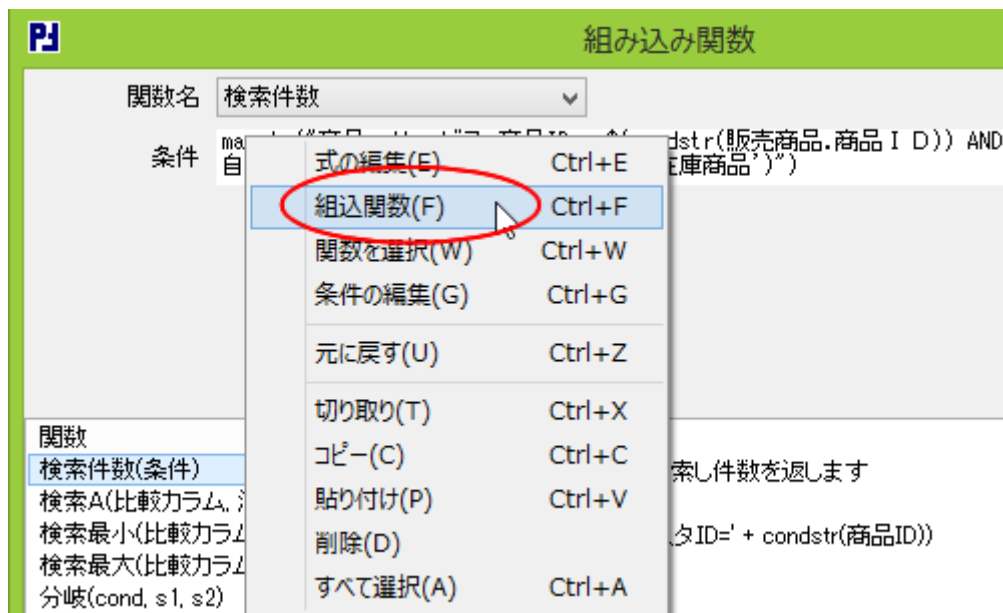 組み込み関数
関数名 検索件数
条件 ma
dstr(販売商品.商品ＩＤ)) AND
自
庫商品')")
式の編集(E) Ctrl+E
組込関数(F) Ctrl+F
関数を選択(W) Ctrl+W
条件の編集(G) Ctrl+G
元に戻す(U) Ctrl+Z
切り取り(T) Ctrl+X
コピー(C) Ctrl+C
貼り付け(P) Ctrl+V
削除(D)
すべて選択(A) Ctrl+A
関数
検索件数(条件) 索し件数を返します
検索A(比較カラム,
検索最小(比較カラム タID=' + condstr(商品ID))
検索最大(比較カラム
分岐(cond, s1, s2)